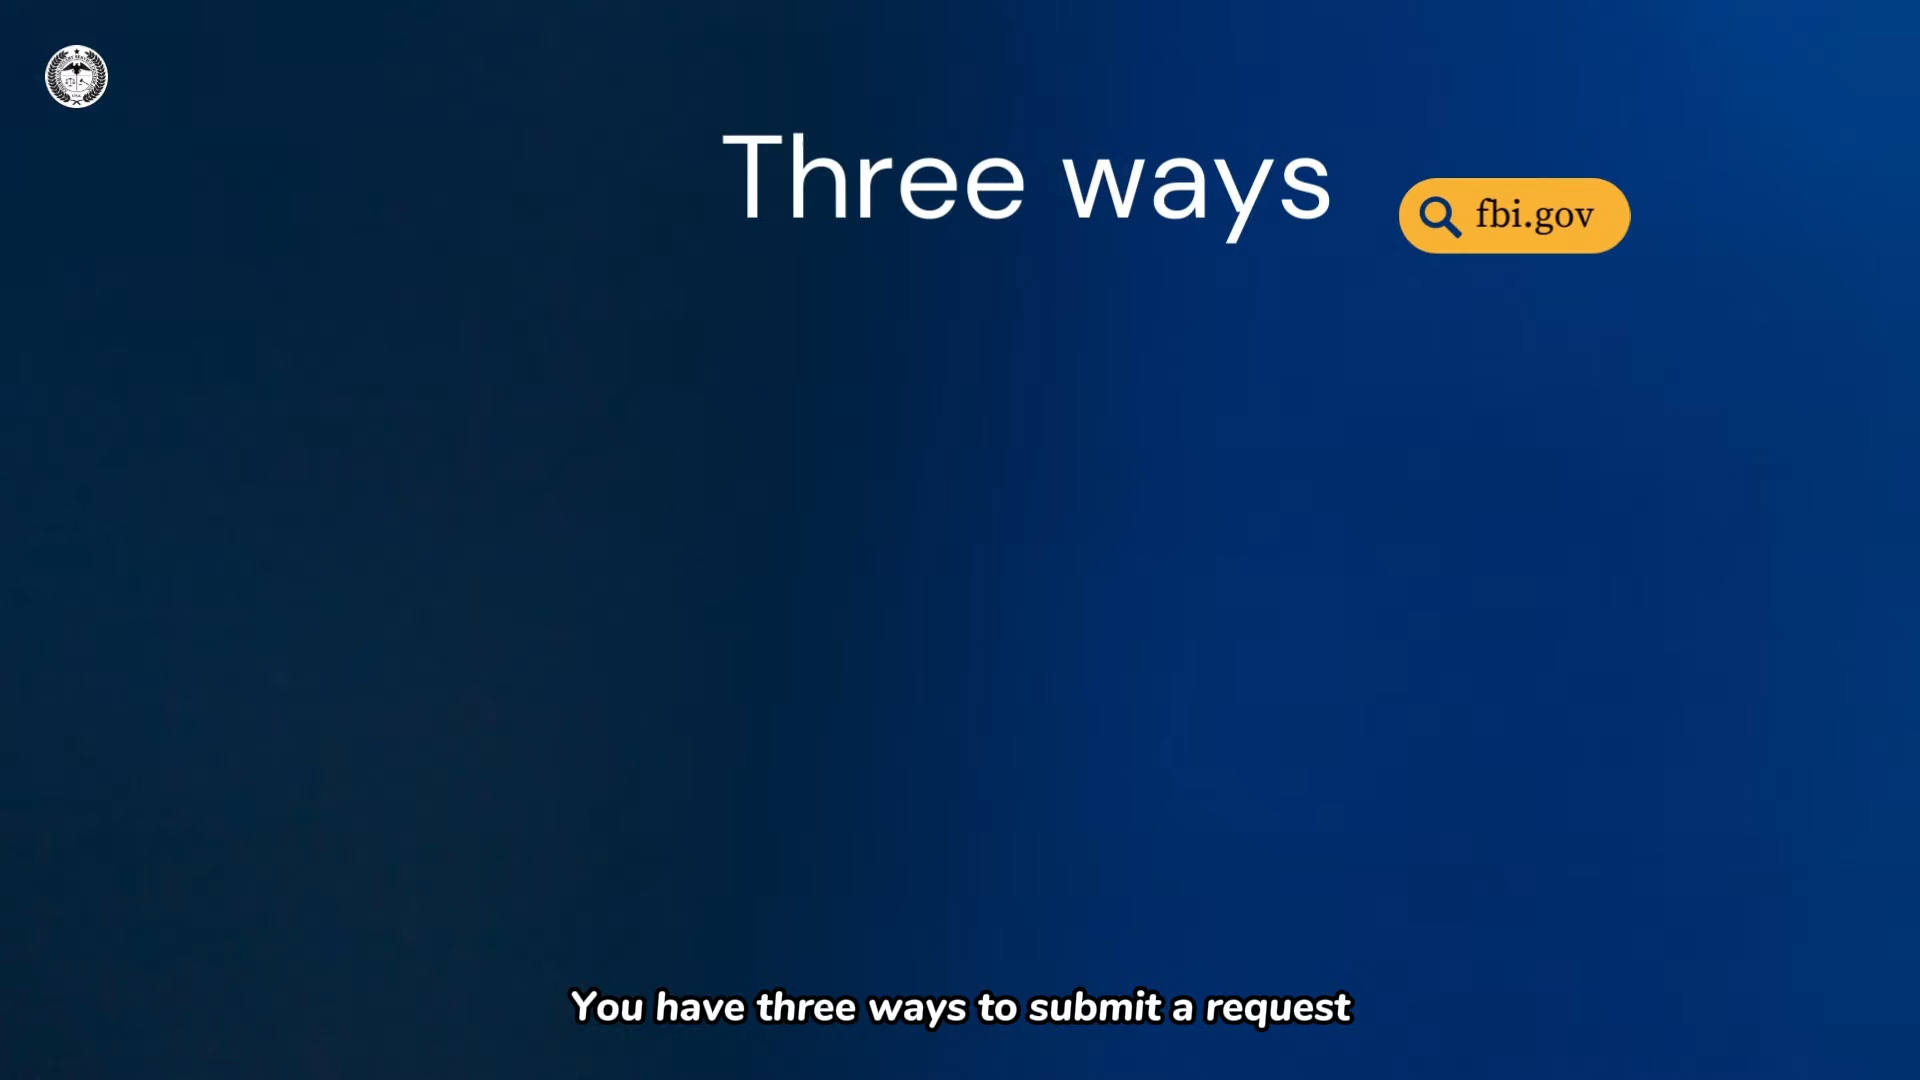 Three ways
fbi.gov
You have three ways to submit a request